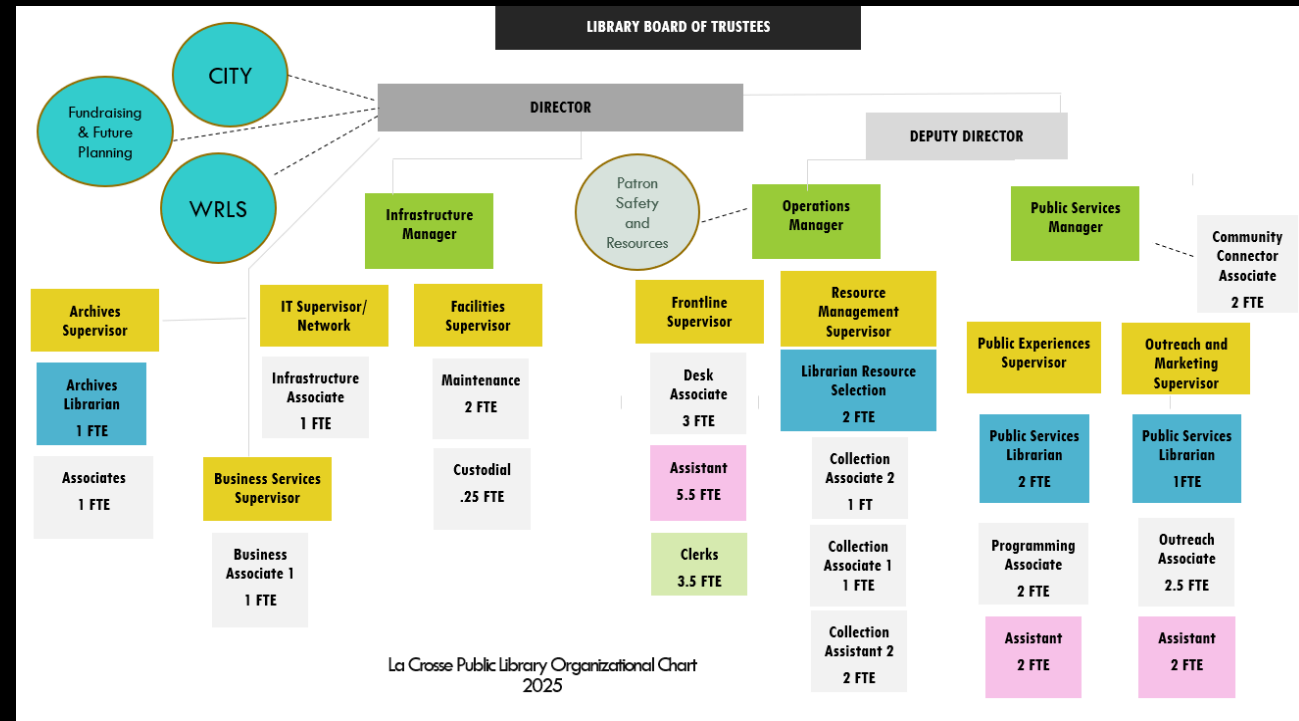 LIBRARY BOARD OF TRUSTEES
CITY
Fundraising
& Future
Planning
WRLS
DIRECTOR
DEPUTY DIRECTOR
Infrastructure
Manager
Patron
Safety
and
Resources
Operations
Manager
Public Services
Manager
Community
Connector
Associate
2 FTE
Archives
Supervisor
Archives
Librarian
1 FTE
Associates
1 FTE
IT Supervisor/
Network
Infrastructure
Associate
1 FTE
Business Services
Supervisor
Business
Associate 1
1 FTE
Facilities
Supervisor
Maintenance
2 FTE
Custodial
.25 FTE
Frontline
Supervisor
Desk
Associate
3 FTE
Assistant
5.5 FTE
Clerks
3.5 FTE
Resource
Management
Supervisor
Librarian Resource
Selection
2 FTE
Collection
Associate 2
1 FT
Collection
Associate 1
1 FTE
Collection
Assistant 2
2 FTE
Public Experiences
Supervisor
Public Services
Librarian
2 FTE
Programming
Associate
2 FTE
Assistant
2 FTE
Outreach and
Marketing
Supervisor
Public Services
Librarian
1FTE
Outreach
Associate
2.5 FTE
Assistant
2 FTE
La Crosse Public Library Organizational Chart
2025